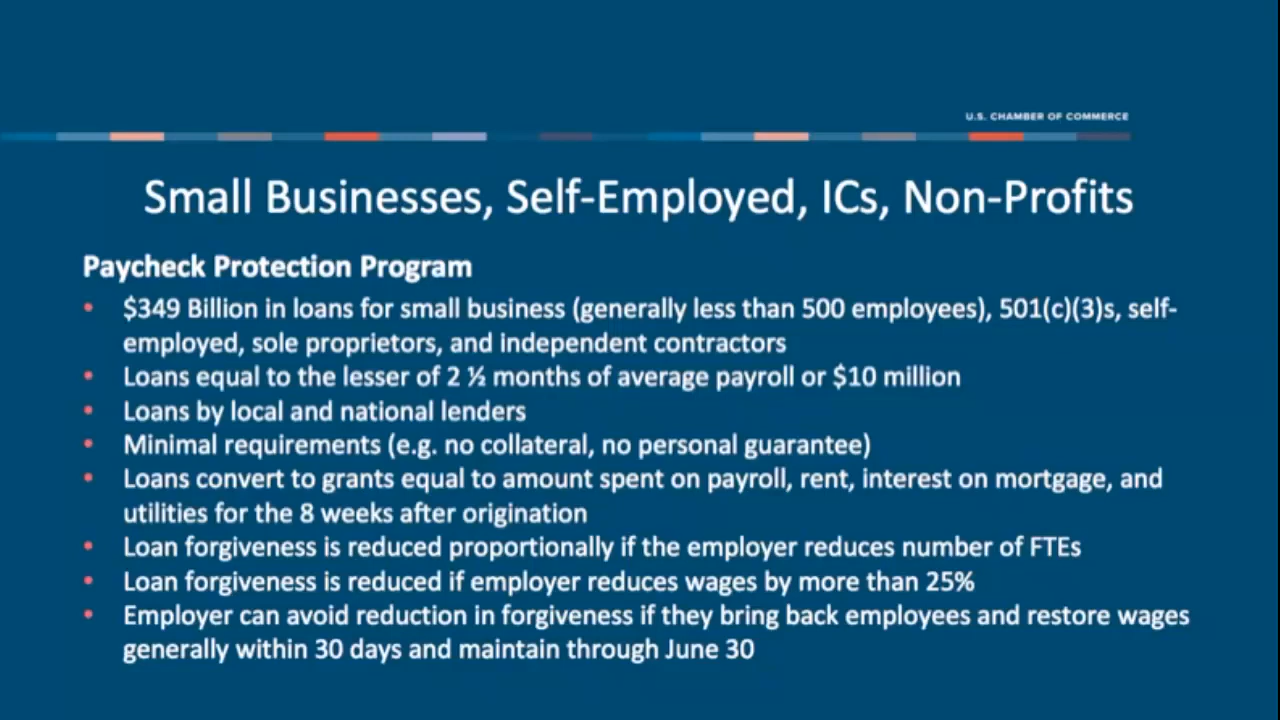 U.S. CHAMBER OF COMMERCE
Small Businesses, Self-Employed, ICs, Non-Profits
Paycheck Protection Program
• $349 Billion in loans for small business (generally less than 500 employees), 501(c)(3)s, self-
employed, sole proprietors, and independent contractors
• Loans equal to the lesser of 2 ½ months of average payroll or $10 million
• Loans by local and national lenders
• Minimal requirements (e.g. no collateral, no personal guarantee)
• Loans convert to grants equal to amount spent on payroll, rent, interest on mortgage, and
utilities for the 8 weeks after origination
• Loan forgiveness is reduced proportionally if the employer reduces number of FTEs
• Loan forgiveness is reduced if employer reduces wages by more than 25%
• Employer can avoid reduction in forgiveness if they bring back employees and restore wages
generally within 30 days and maintain through June 30